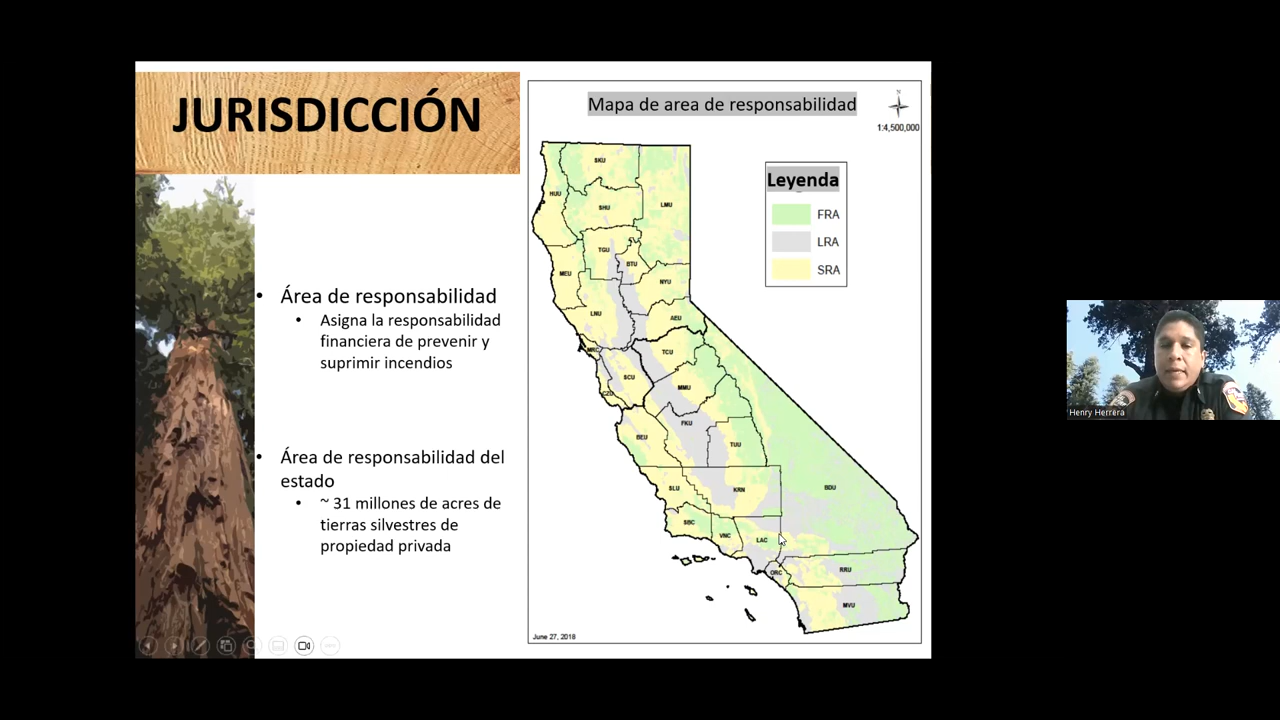 JURISDICCIÓN
• Área de responsabilidad
• Asigna la responsabilidad
financiera de prevenir y
suprimir incendios
• Área de responsabilidad del
estado
• ~ 31 millones de acres de
tierras silvestres de
propiedad privada
Mapa de area de responsabilidad
N
1:4,500,000
Leyenda
FRA
LRA
SRA
SKU
HUU
SHU
LMU
TGU
BTU
MEU
NYU
LNU
AEU
MRC
TCU
SCU
MMU
CZU
FKU
BEU
TUU
SLU
KRN
BDU
SBC
VNC
LAC
ORC
RRU
MVU
June 27, 2018
Henry Herrera